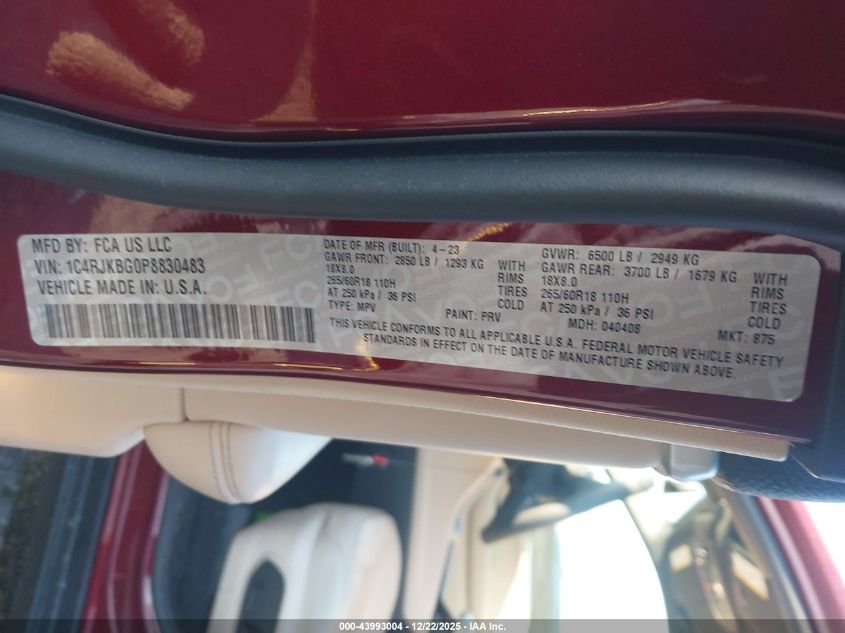 MFD BY: FCA US LLC
VIN: 1C4RJKBG0P8830483
VEHICLE MADE IN: U.S.A.
DATE OF MFR (BUILT): 4-23
GAWR FRONT: 2850 LB / 1293 KG WITH
18X8.0 RIMS
265/60R18 110H TIRES
AT 250 kPa / 36 PSI COLD
TYPE: MPV PAINT: PRV
GVWR: 6500 LB / 2949 KG
GAWR REAR: 3700 LB / 1679 KG WITH
18X8.0 RIMS
265/60R18 110H TIRES
AT 250 kPa / 36 PSI COLD
MDH: 040408 MKT: 875
THIS VEHICLE CONFORMS TO ALL APPLICABLE U.S.A. FEDERAL MOTOR VEHICLE SAFETY
STANDARDS IN EFFECT ON THE DATE OF MANUFACTURE SHOWN ABOVE.
000-43993004 - 12/22/2025 - IAA Inc.